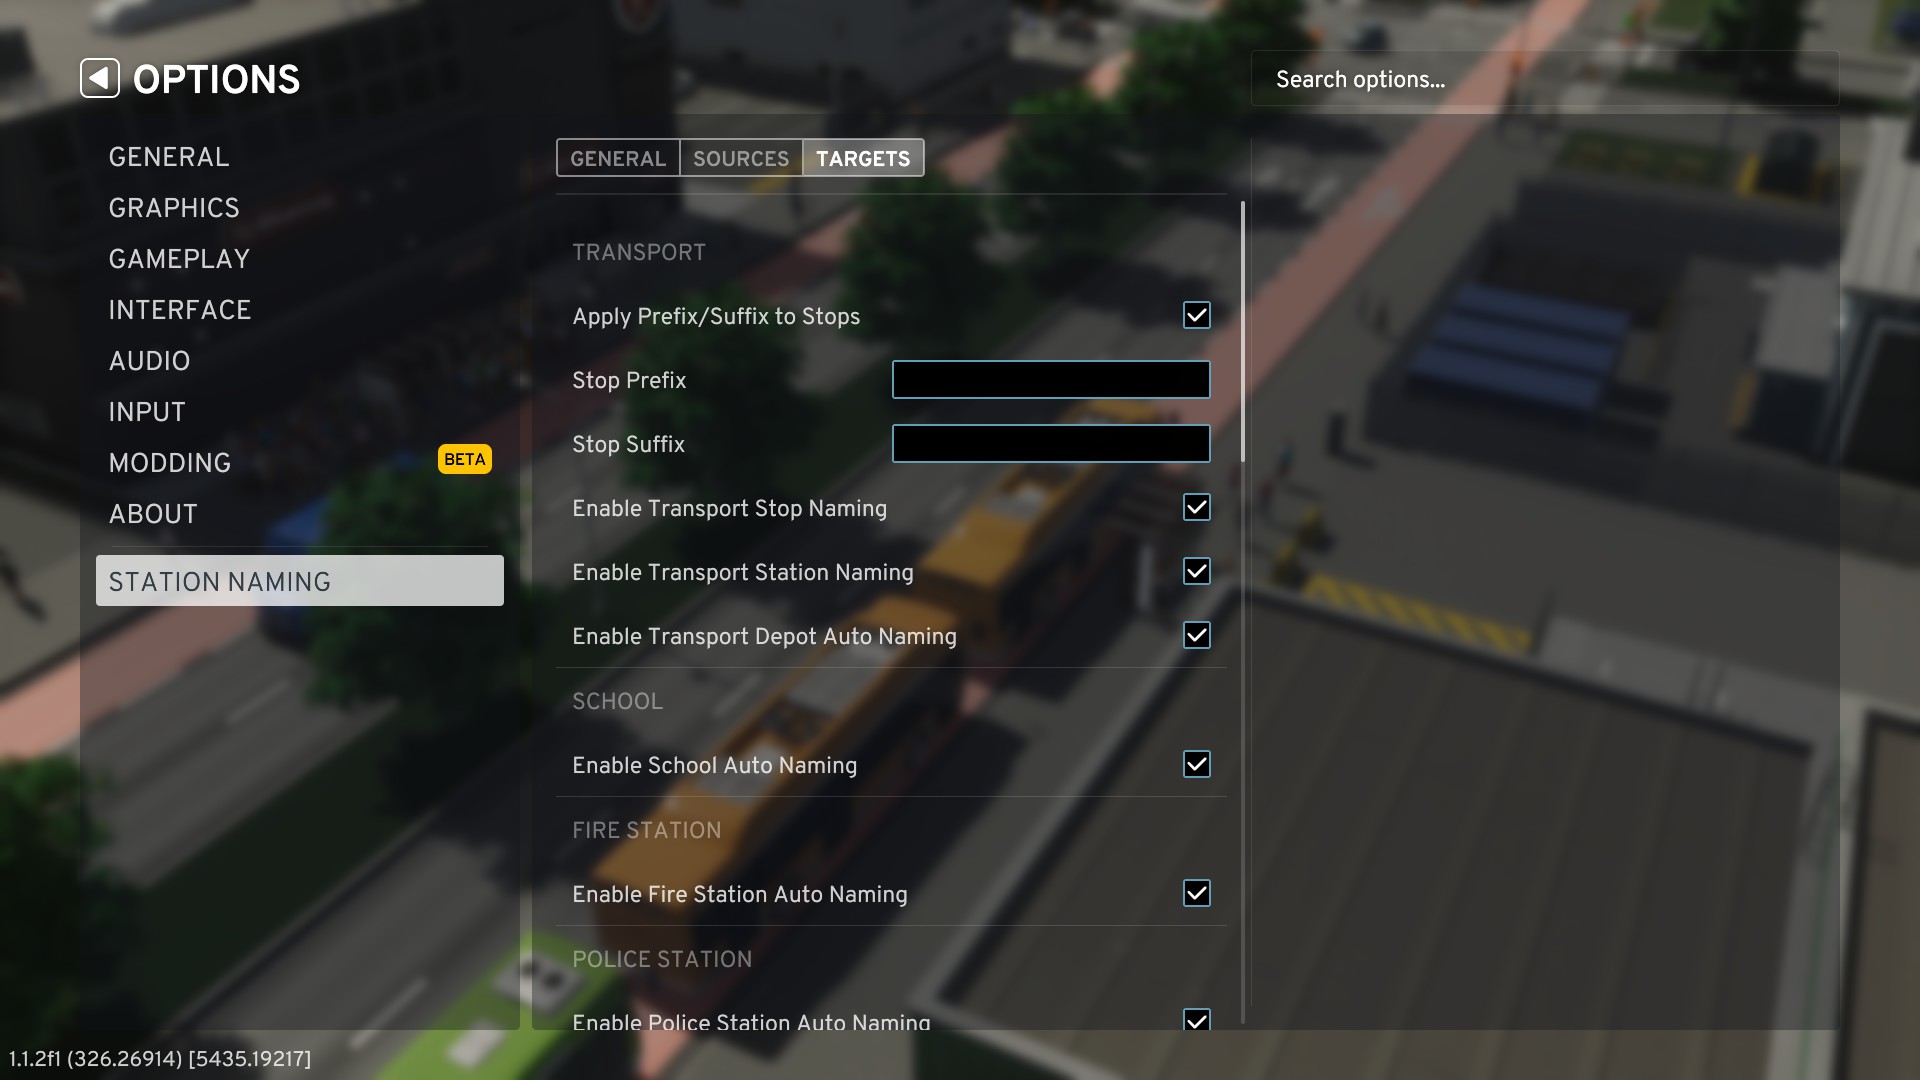 OPTIONS
Search options...
GENERAL
GRAPHICS
GAMEPLAY
INTERFACE
AUDIO
INPUT
MODDING
BETA
ABOUT
STATION NAMING
GENERAL
SOURCES
TARGETS
TRANSPORT
Apply Prefix/Suffix to Stops
Stop Prefix
Stop Suffix
Enable Transport Stop Naming
Enable Transport Station Naming
Enable Transport Depot Auto Naming
SCHOOL
Enable School Auto Naming
FIRE STATION
Enable Fire Station Auto Naming
POLICE STATION
Enable Police Station Auto Naming
1.1.2f1 (326.26914) [5435.19217]